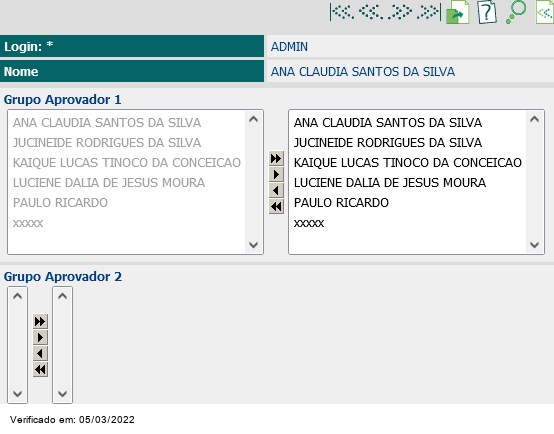 Login: *
ADMIN
Nome
ANA CLAUDIA SANTOS DA SILVA
Grupo Aprovador 1
ANA CLAUDIA SANTOS DA SILVA
JUCINEIDE RODRIGUES DA SILVA
KAIQUE LUCAS TINOCO DA CONCEICAO
LUCIENE DALIA DE JESUS MOURA
PAULO RICARDO
xxxxx
ANA CLAUDIA SANTOS DA SILVA
JUCINEIDE RODRIGUES DA SILVA
KAIQUE LUCAS TINOCO DA CONCEICAO
LUCIENE DALIA DE JESUS MOURA
PAULO RICARDO
xxxxx
Grupo Aprovador 2
Verificado em: 05/03/2022